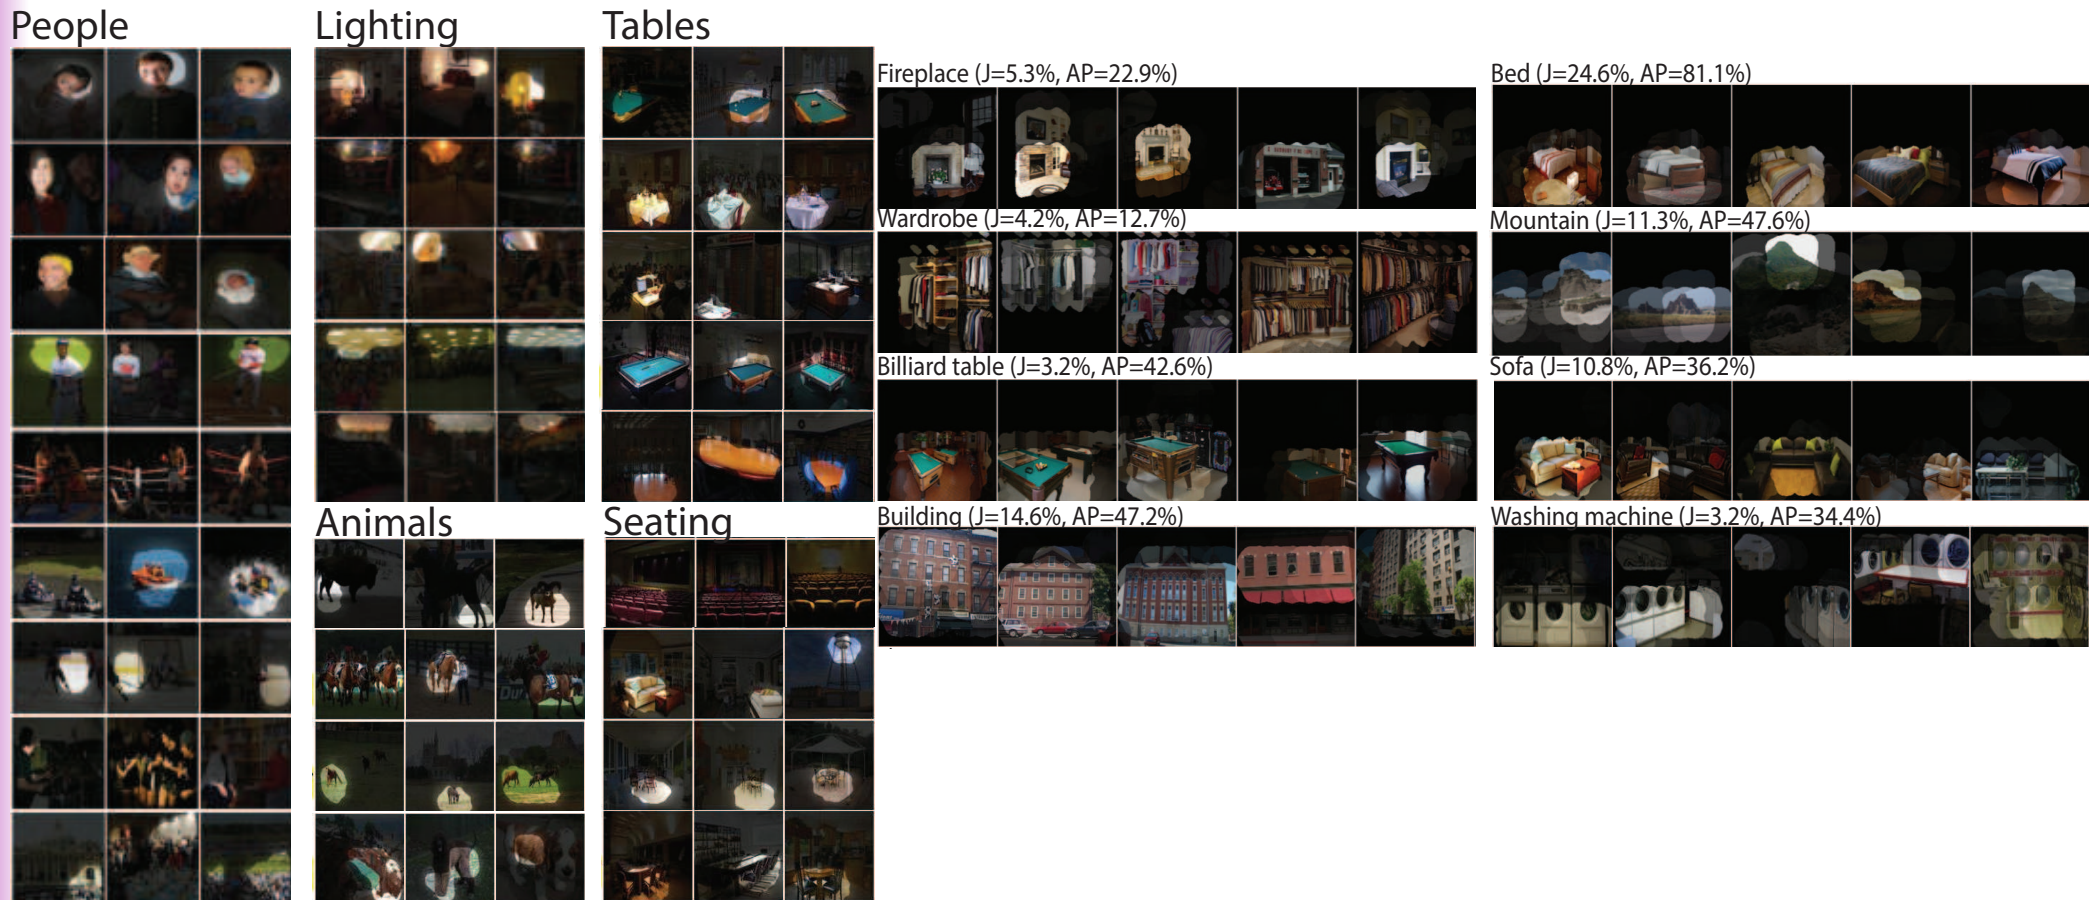 People
Lighting
Tables
Fireplace (J=5.3%, AP=22.9%)
Bed (J=24.6%, AP=81.1%)
Wardrobe (J=4.2%, AP=12.7%)
Mountain (J=11.3%, AP=47.6%)
Billiard table (J=3.2%, AP=42.6%)
Sofa (J=10.8%, AP=36.2%)
Animals
Seating
Building (J=14.6%, AP=47.2%)
Washing machine (J=3.2%, AP=34.4%)